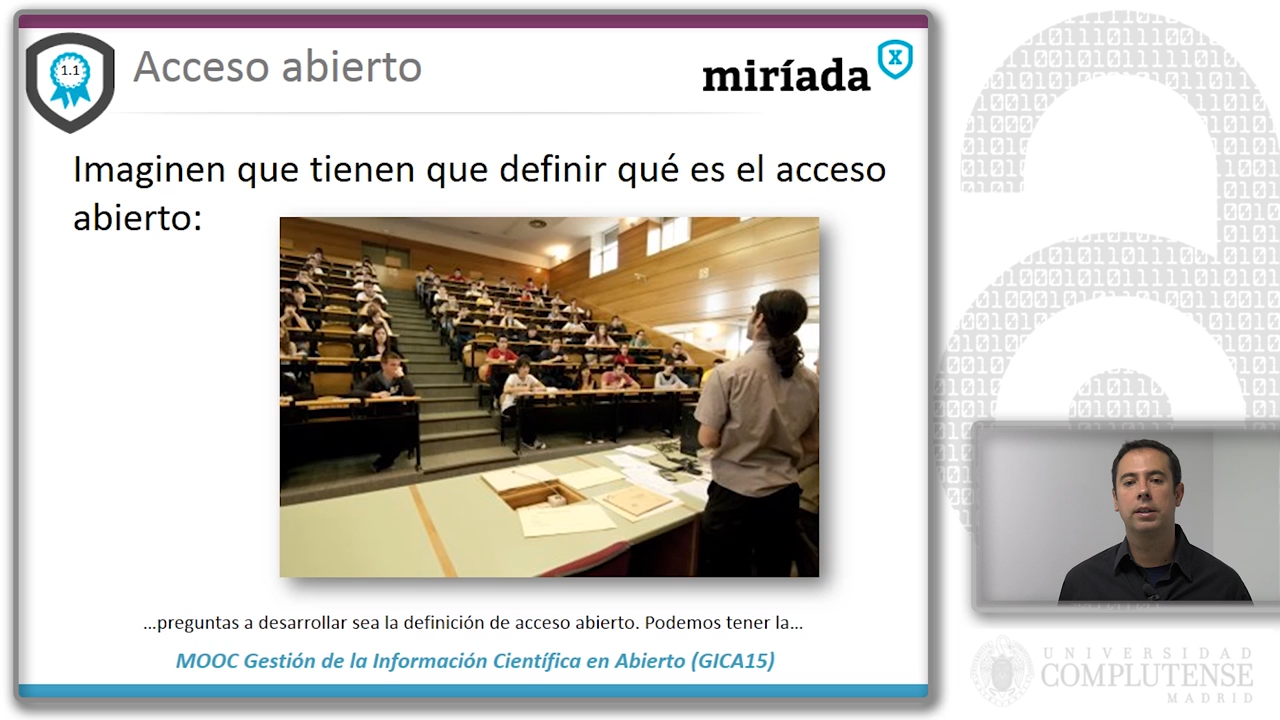 1.1
Acceso abierto
miríada
X
Imaginen que tienen que definir qué es el acceso
abierto:
...preguntas a desarrollar sea la definición de acceso abierto. Podemos tener la...
MOOC Gestión de la Información Científica en Abierto (GICA15)
UNIVERSIDAD
COMPLUTENSE
MADRID